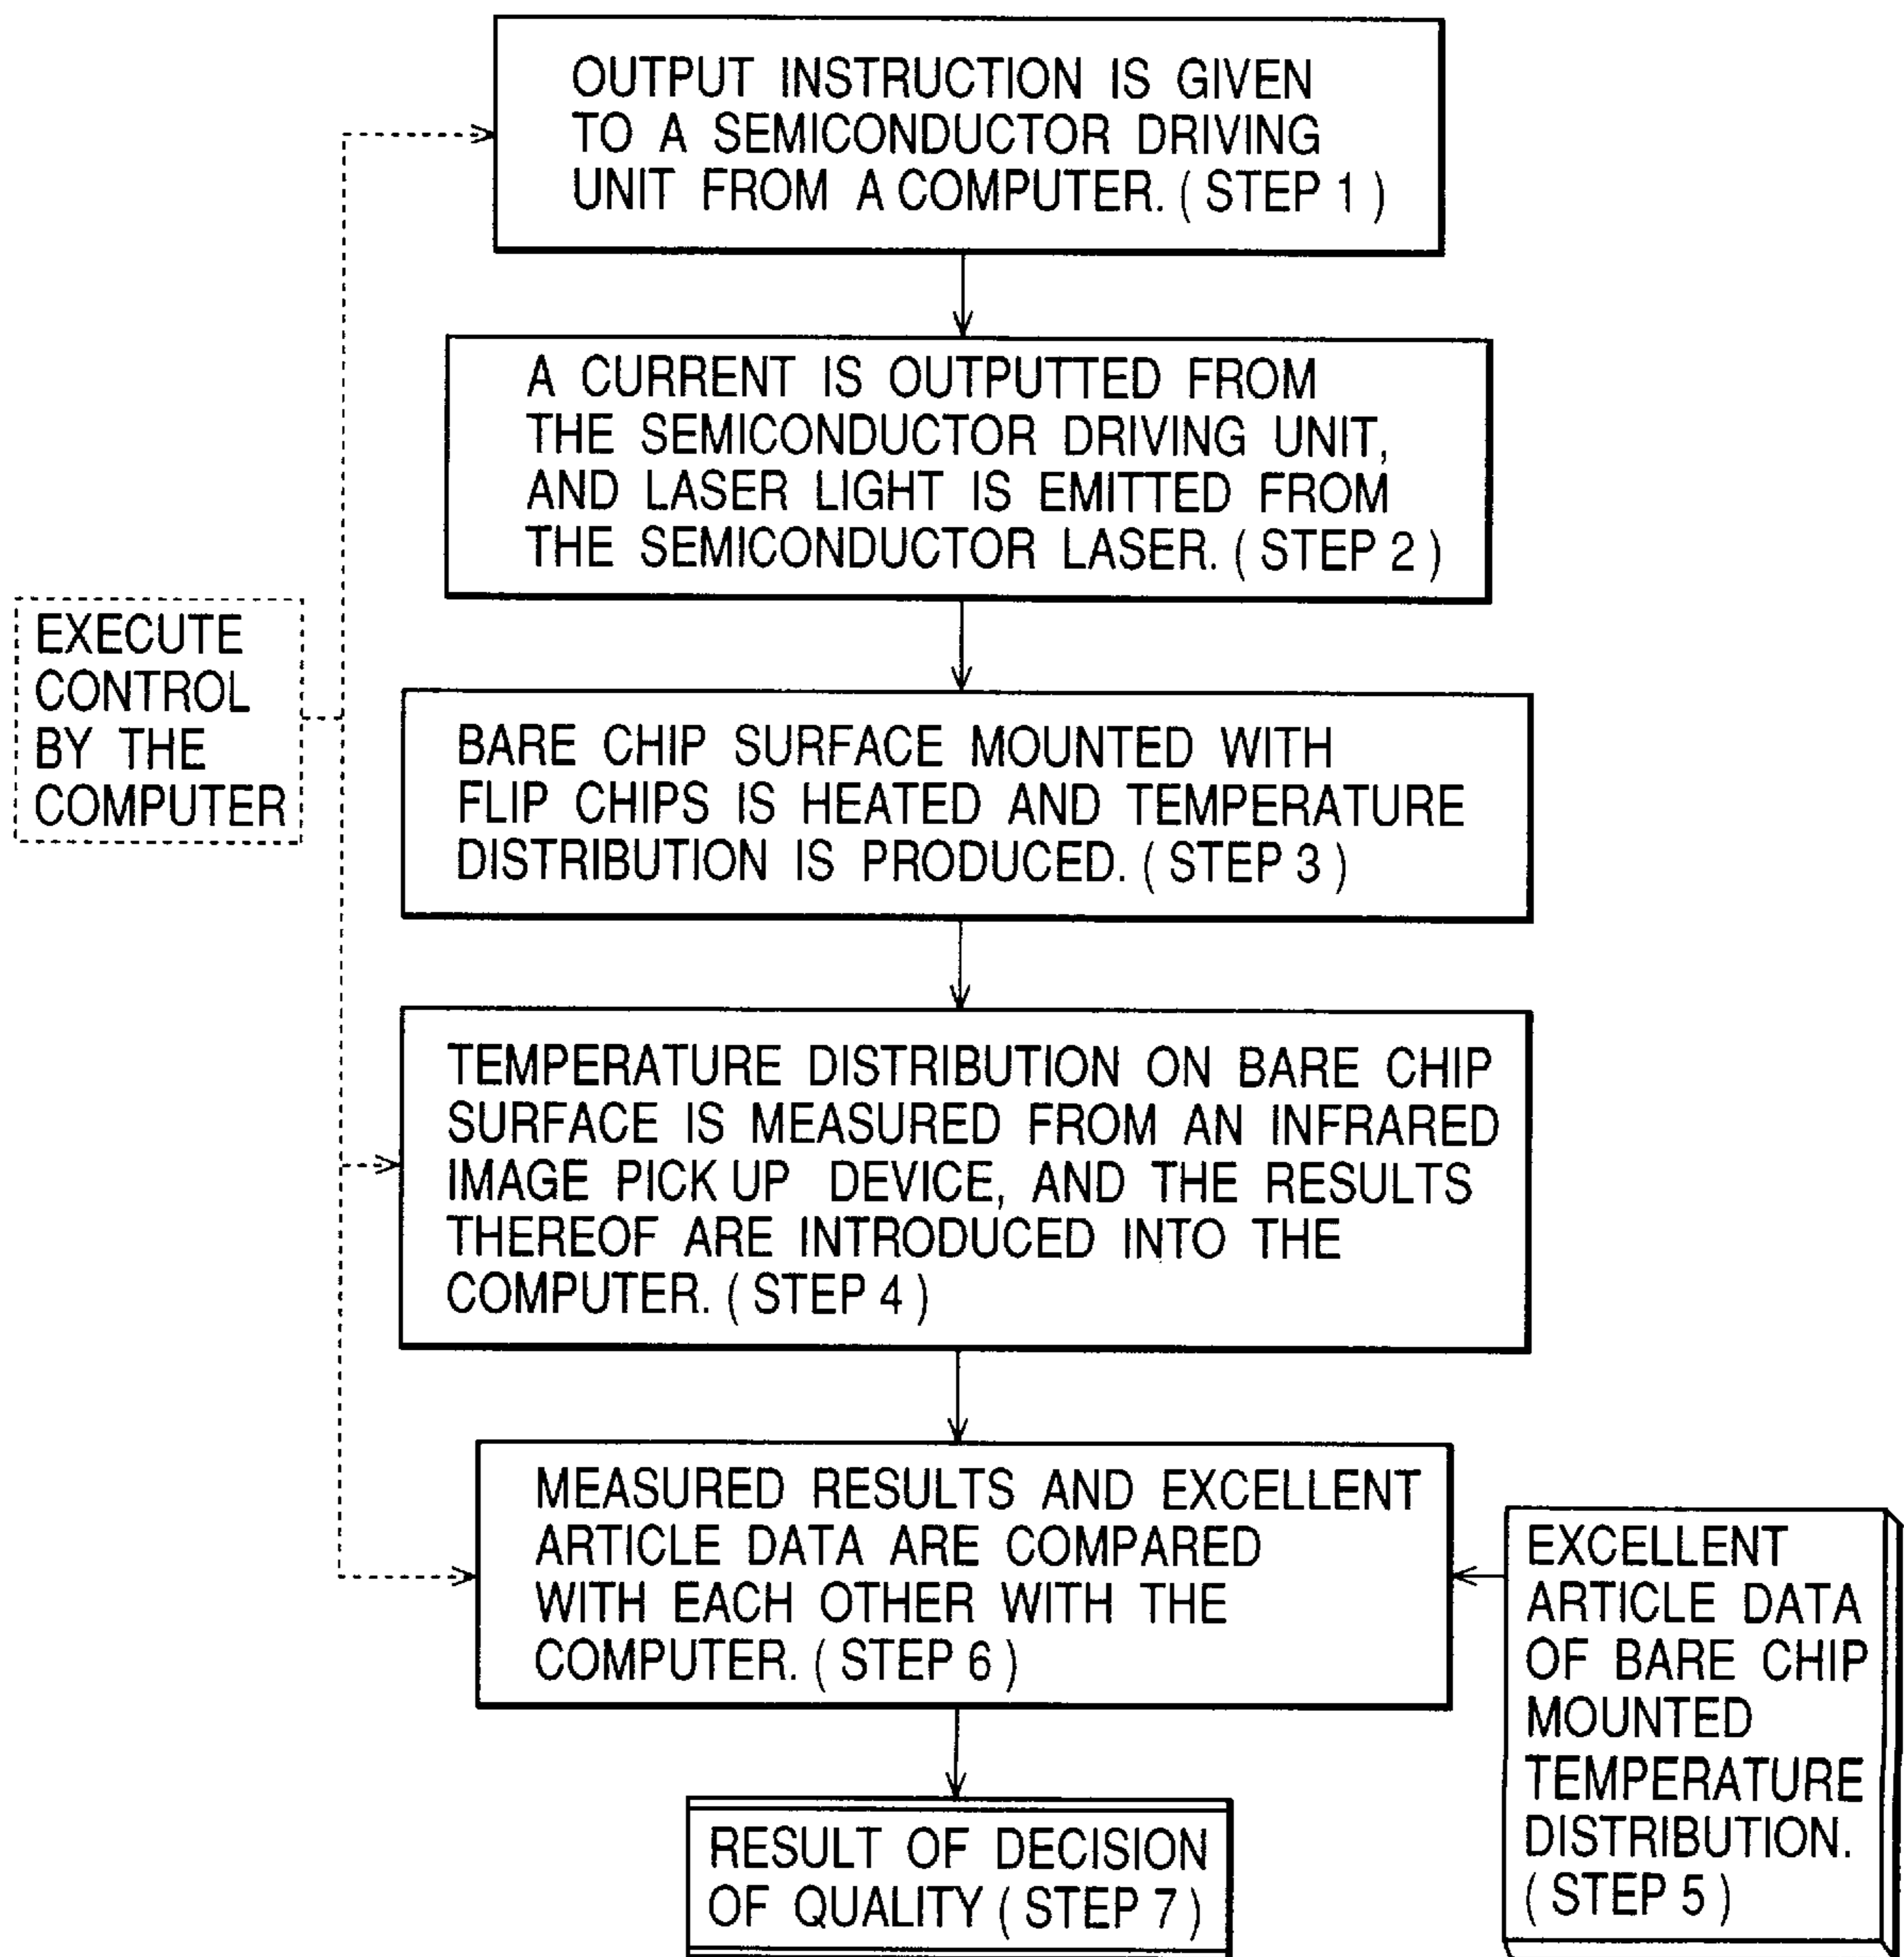 OUTPUT INSTRUCTION IS GIVEN
TO A SEMICONDUCTOR DRIVING
UNIT FROM A COMPUTER. ( STEP 1 )
A CURRENT IS OUTPUTTED FROM
THE SEMICONDUCTOR DRIVING UNIT,
AND LASER LIGHT IS EMITTED FROM
THE SEMICONDUCTOR LASER. ( STEP 2 )
EXECUTE
CONTROL
BY THE
COMPUTER
BARE CHIP SURFACE MOUNTED WITH
FLIP CHIPS IS HEATED AND TEMPERATURE
DISTRIBUTION IS PRODUCED. ( STEP 3 )
TEMPERATURE DISTRIBUTION ON BARE CHIP
SURFACE IS MEASURED FROM AN INFRARED
IMAGE PICK UP DEVICE, AND THE RESULTS
THEREOF ARE INTRODUCED INTO THE
COMPUTER. ( STEP 4 )
MEASURED RESULTS AND EXCELLENT
ARTICLE DATA ARE COMPARED
WITH EACH OTHER WITH THE
COMPUTER. ( STEP 6 )
EXCELLENT
ARTICLE DATA
OF BARE CHIP
MOUNTED
TEMPERATURE
DISTRIBUTION.
( STEP 5 )
RESULT OF DECISION
OF QUALITY ( STEP 7 )